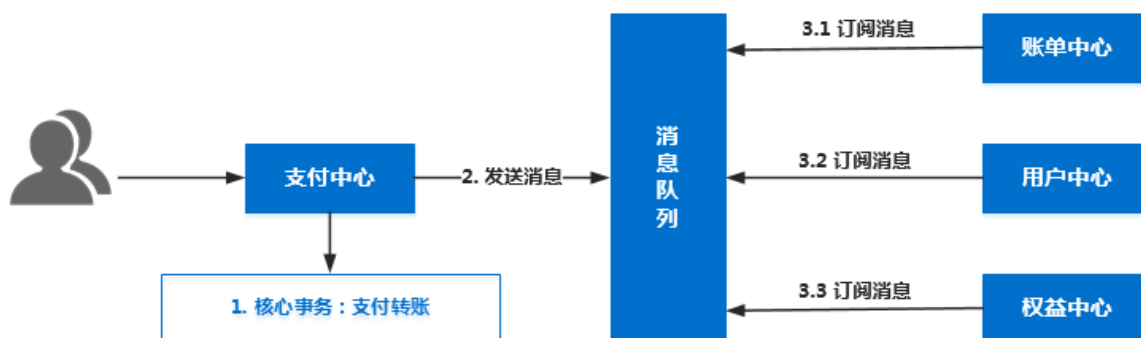 3.1 订阅消息
账单中心
支付中心
2. 发送消息
消息队列
3.2 订阅消息
用户中心
1. 核心事务：支付转账
3.3 订阅消息
权益中心